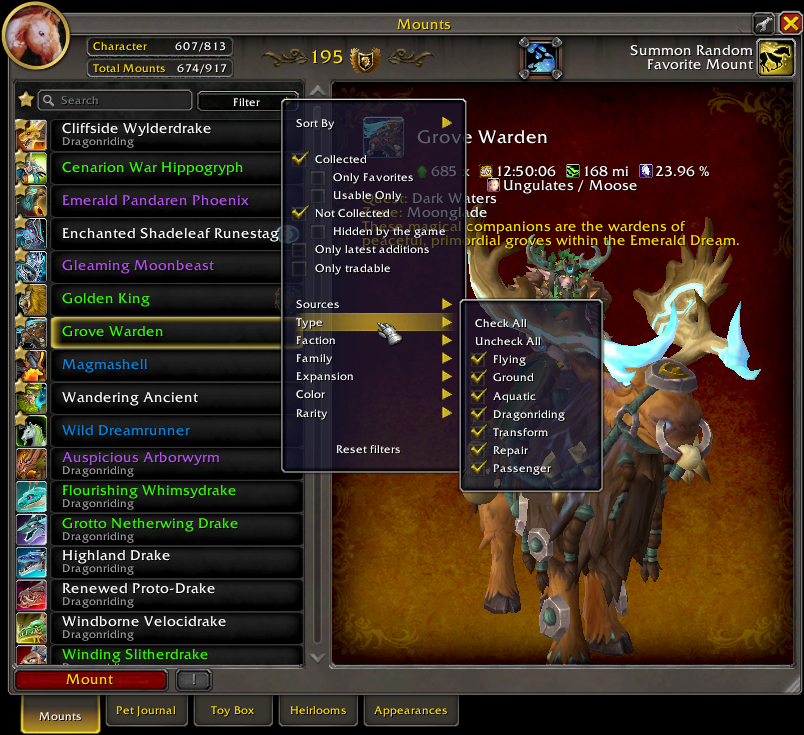 Mounts
Character 607/813
Total Mounts 674/917
195
Summon Random
Favorite Mount
Search
Filter
Cliffside Wylderdrake
Dragonriding
Cenarion War Hippogryph
Emerald Pandaren Phoenix
Enchanted Shadeleaf Runestag
Gleaming Moonbeast
Golden King
Grove Warden
Magmashell
Wandering Ancient
Wild Dreamrunner
Auspicious Arborwyrm
Dragonriding
Flourishing Whimsydrake
Dragonriding
Grotto Netherwing Drake
Dragonriding
Highland Drake
Dragonriding
Renewed Proto-Drake
Dragonriding
Windborne Velocidrake
Dragonriding
Winding Slitherdrake
Sort By
Collected
Only Favorites
Usable Only
Not Collected
Hidden by the game
Only latest additions
Only tradable
Sources
Type
Faction
Family
Expansion
Color
Rarity
Reset filters
Check All
Uncheck All
Flying
Ground
Aquatic
Dragonriding
Transform
Repair
Passenger
Grove Warden
685 x 12:50:06 168 mi 23.96 %
Ungulates / Moose
Quest: Dark Waters
Zone: Moonglade
These magical companions are the wardens of
peaceful, primordial groves within the Emerald Dream.
Mount
!
Mounts
Pet Journal
Toy Box
Heirlooms
Appearances